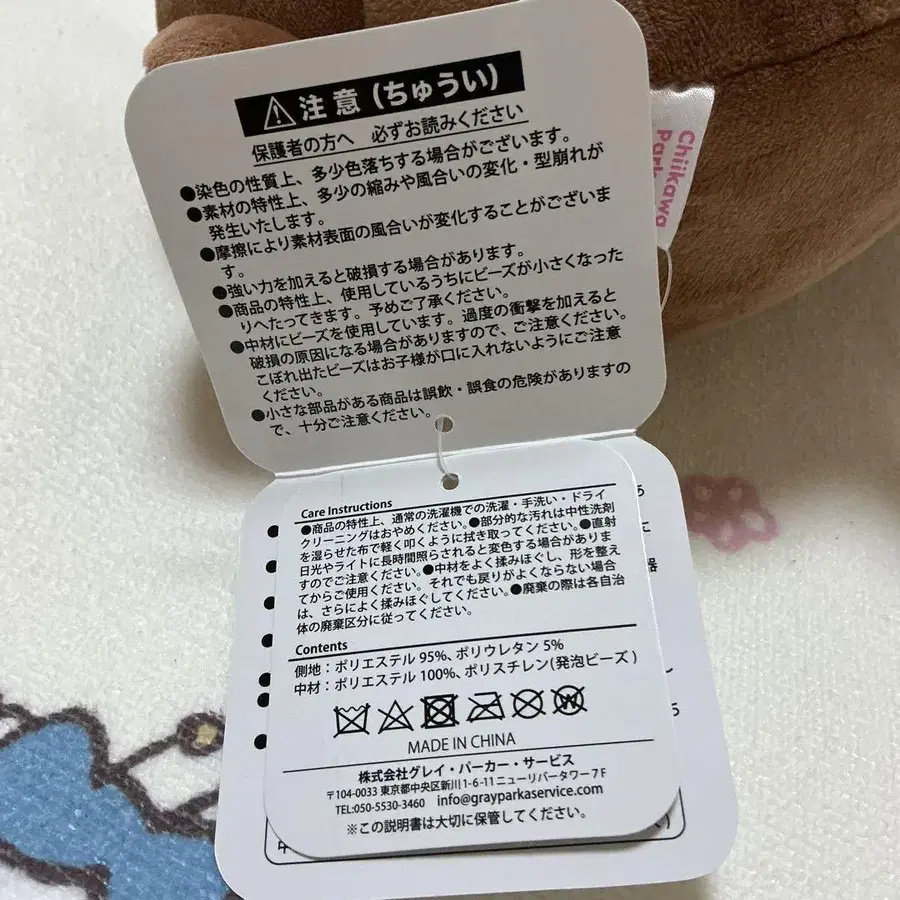 注意(ちゅうい)
保護者の方へ 必ずお読みください
●染色の性質上、多少色落ちする場合がございます。
●素材の特性上、多少の縮みや風合いの変化・型崩れが
発生いたします。
●摩擦により素材表面の風合いが変化することがございま
す。
●強い力を加えると破損する場合があります。
●商品の特性上、使用しているうちにビーズが小さくなった
りへたってきます。予めご了承ください。
●中材にビーズを使用しています。過度の衝撃を加えると
破損の原因になる場合がありますので、ご注意ください。
こぼれ出たビーズはお子様が口に入れないようにご注意
ください。
●小さな部品がある商品は誤飲・誤食の危険がありますの
で、十分ご注意ください。
Chiikawa
Park
Care Instructions
●商品の特性上、通常の洗濯機での洗濯・手洗い・ドライ
クリーニングはおやめください。●部分的な汚れは中性洗剤
を湿らせた布で軽く叩くように拭き取ってください。●直射
日光やライトに長時間照らされると変色する場合がありま
すのでご注意ください。●中材をよく揉みほぐし、形を整え
てからご使用ください。それでも戻りがよくならない場合
は、さらによく揉みほぐしてください。●廃棄の際は各自治
体の廃棄区分に従ってください。
Contents
側地：ポリエステル 95%、ポリウレタン 5%
中材：ポリエステル 100%、ポリスチレン(発泡ビーズ)
MADE IN CHINA
株式会社グレイ・パーカー・サービス
〒104-0033 東京都中央区新川1-6-11 ニューリバータワー7F
TEL:050-5530-3460 info@grayparkaservice.com
※この説明書は大切に保管してください。